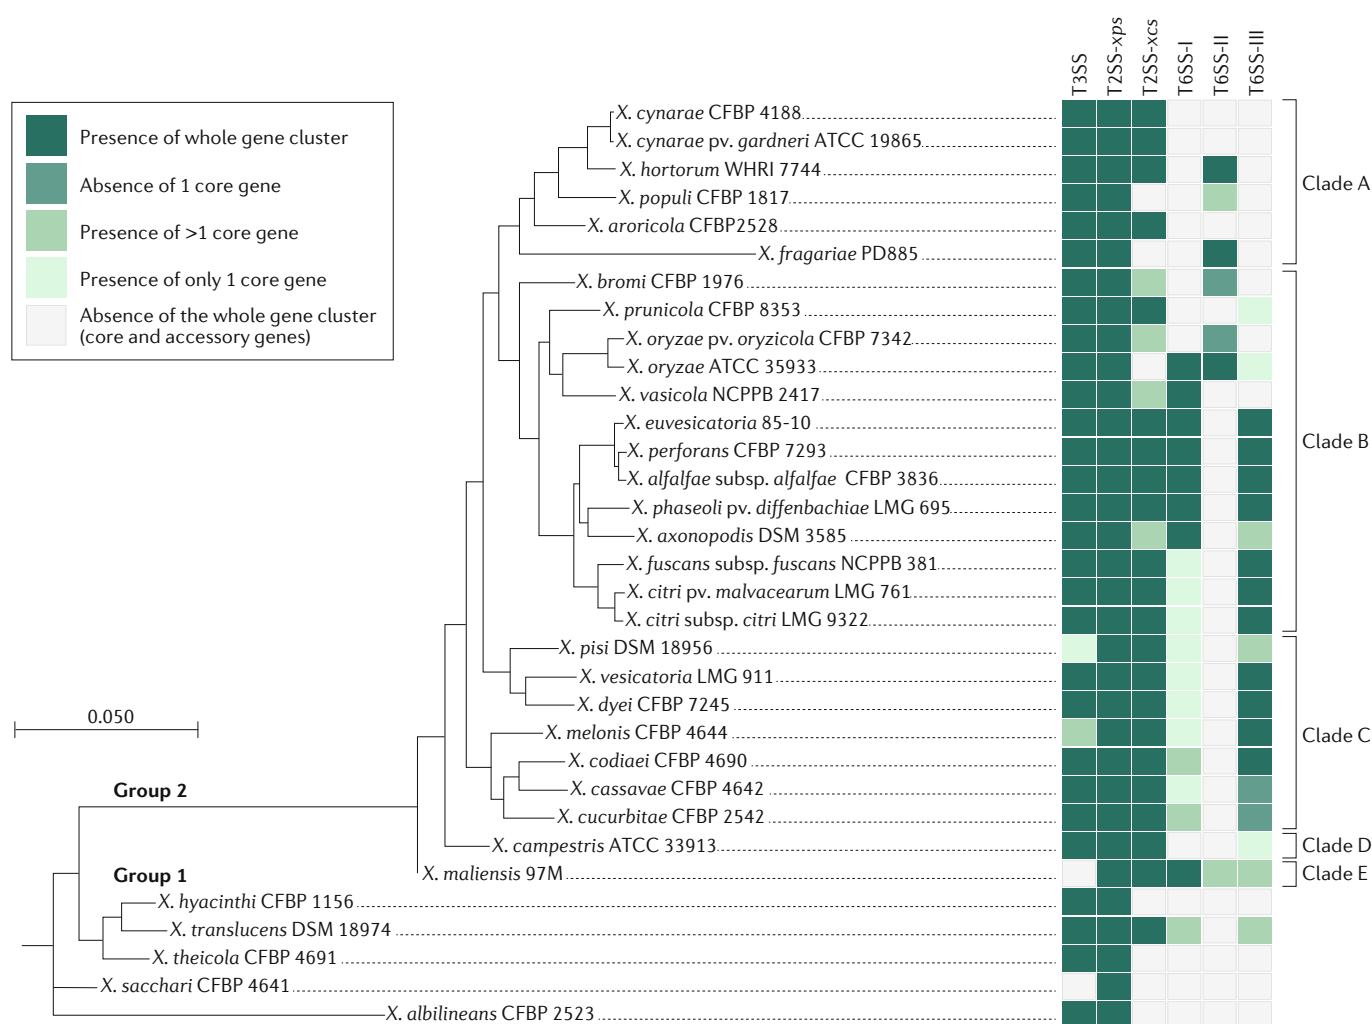 T3SS
T2SS-xps
T2SS-xcs
T6SS-I
T6SS-II
T6SS-III
Presence of whole gene cluster
Absence of 1 core gene
Presence of >1 core gene
Presence of only 1 core gene
Absence of the whole gene cluster
(core and accessory genes)
X. cynarae CFBP 4188
X. cynarae pv. gardneri ATCC 19865
X. hortorum WHRI 7744
X. populi CFBP 1817
X. aroricola CFBP2528
X. fragariae PD885
Clade A
X. bromi CFBP 1976
X. prunicola CFBP 8353
X. oryzae pv. oryzicola CFBP 7342
X. oryzae ATCC 35933
X. vasicola NCPPB 2417
X. euvesicatoria 85-10
X. perforans CFBP 7293
X. alfalfae subsp. alfalfae CFBP 3836
X. phaseoli pv. diffenbachiae LMG 695
X. axonopodis DSM 3585
X. fuscans subsp. fuscans NCPPB 381
X. citri pv. malvacearum LMG 761
X. citri subsp. citri LMG 9322
Clade B
X. pisi DSM 18956
X. vesicatoria LMG 911
X. dyei CFBP 7245
X. melonis CFBP 4644
X. codiaei CFBP 4690
X. cassavae CFBP 4642
X. cucurbitae CFBP 2542
Clade C
X. campestris ATCC 33913
Clade D
X. maliensis 97M
Clade E
X. hyacinthi CFBP 1156
X. translucens DSM 18974
X. theicola CFBP 4691
X. sacchari CFBP 4641
X. albilineans CFBP 2523
0.050
Group 2
Group 1